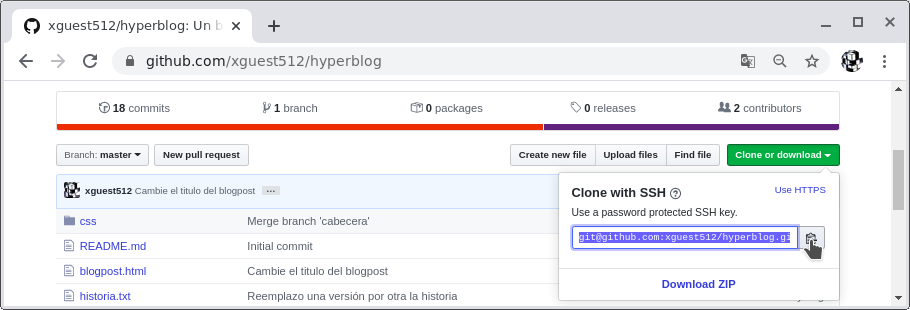 xguest512/hyperblog: Un b
github.com/xguest512/hyperblog
18 commits
1 branch
0 packages
0 releases
2 contributors
Branch: master
New pull request
Create new file
Upload files
Find file
Clone or download
xguest512 Cambie el titulo del blogpost
Clone with SSH
Use HTTPS
Use a password protected SSH key.
git@github.com:xguest512/hyperblog.gi
Download ZIP
css
Merge branch 'cabecera'
README.md
Initial commit
blogpost.html
Cambie el titulo del blogpost
historia.txt
Reemplazo una versión por otra la historia